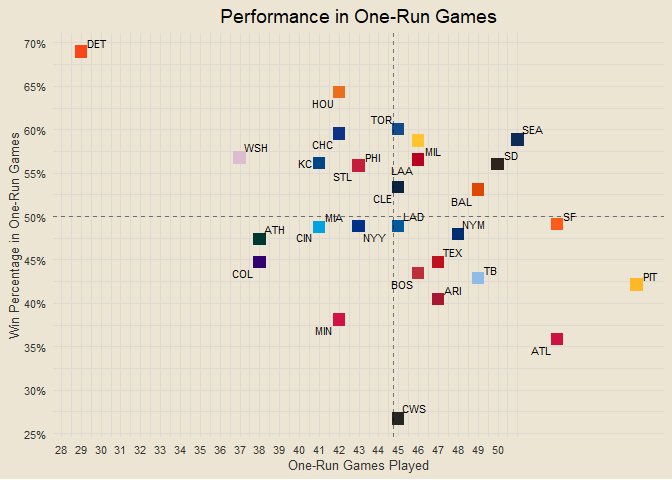 Performance in One-Run Games
Win Percentage in One-Run Games
70%
65%
60%
55%
50%
45%
40%
35%
30%
25%
DET
HOU
TOR
SEA
CHC
MIL
WSH
KC
PHI
SD
STL
LAA
CLE
BAL
MIA
LAD
SF
ATH
CIN
NYY
NYM
TEX
COL
TB
BOS
PIT
ARI
MIN
ATL
CWS
28 29 30 31 32 33 34 35 36 37 38 39 40 41 42 43 44 45 46 47 48 49 50
One-Run Games Played